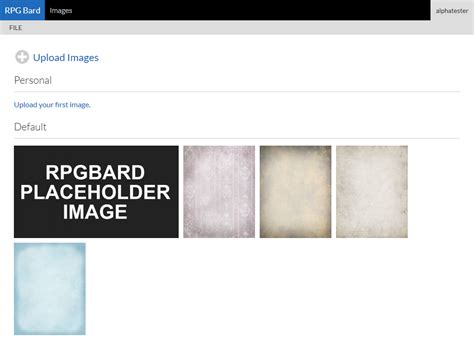 RPG Bard Images alphatester
FILE
Upload Images
Personal
Upload your first image.
Default
RPGBARD
PLACEHOLDER
IMAGE